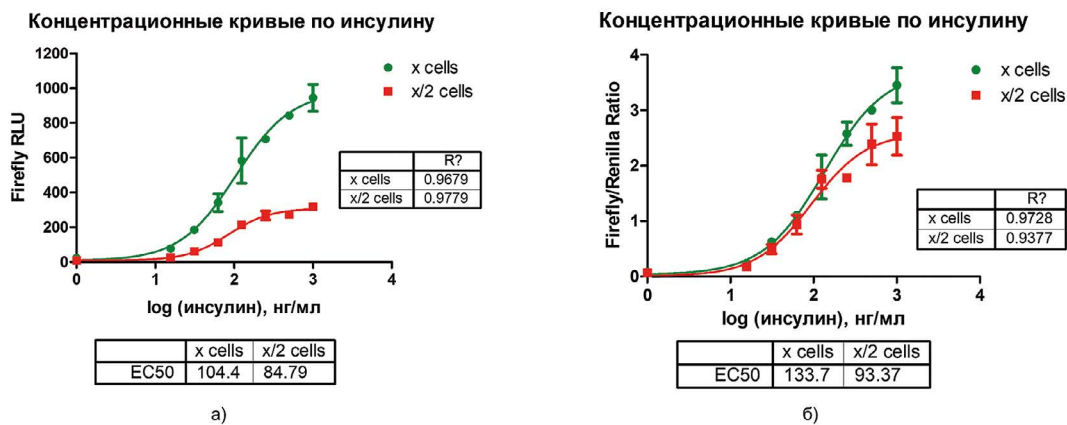 Концентрационные кривые по инсулину
1200
1000
800
600
400
200
0
0 1 2 3 4
Firefly RLU
log (инсулин), нг/мл
x cells
x/2 cells
R?
x cells 0.9679
x/2 cells 0.9779
x cells x/2 cells
EC50 104.4 84.79
а)
Концентрационные кривые по инсулину
4
3
2
1
0
0 1 2 3 4
Firefly/Renilla Ratio
log (инсулин), нг/мл
x cells
x/2 cells
R?
x cells 0.9728
x/2 cells 0.9377
x cells x/2 cells
EC50 133.7 93.37
б)